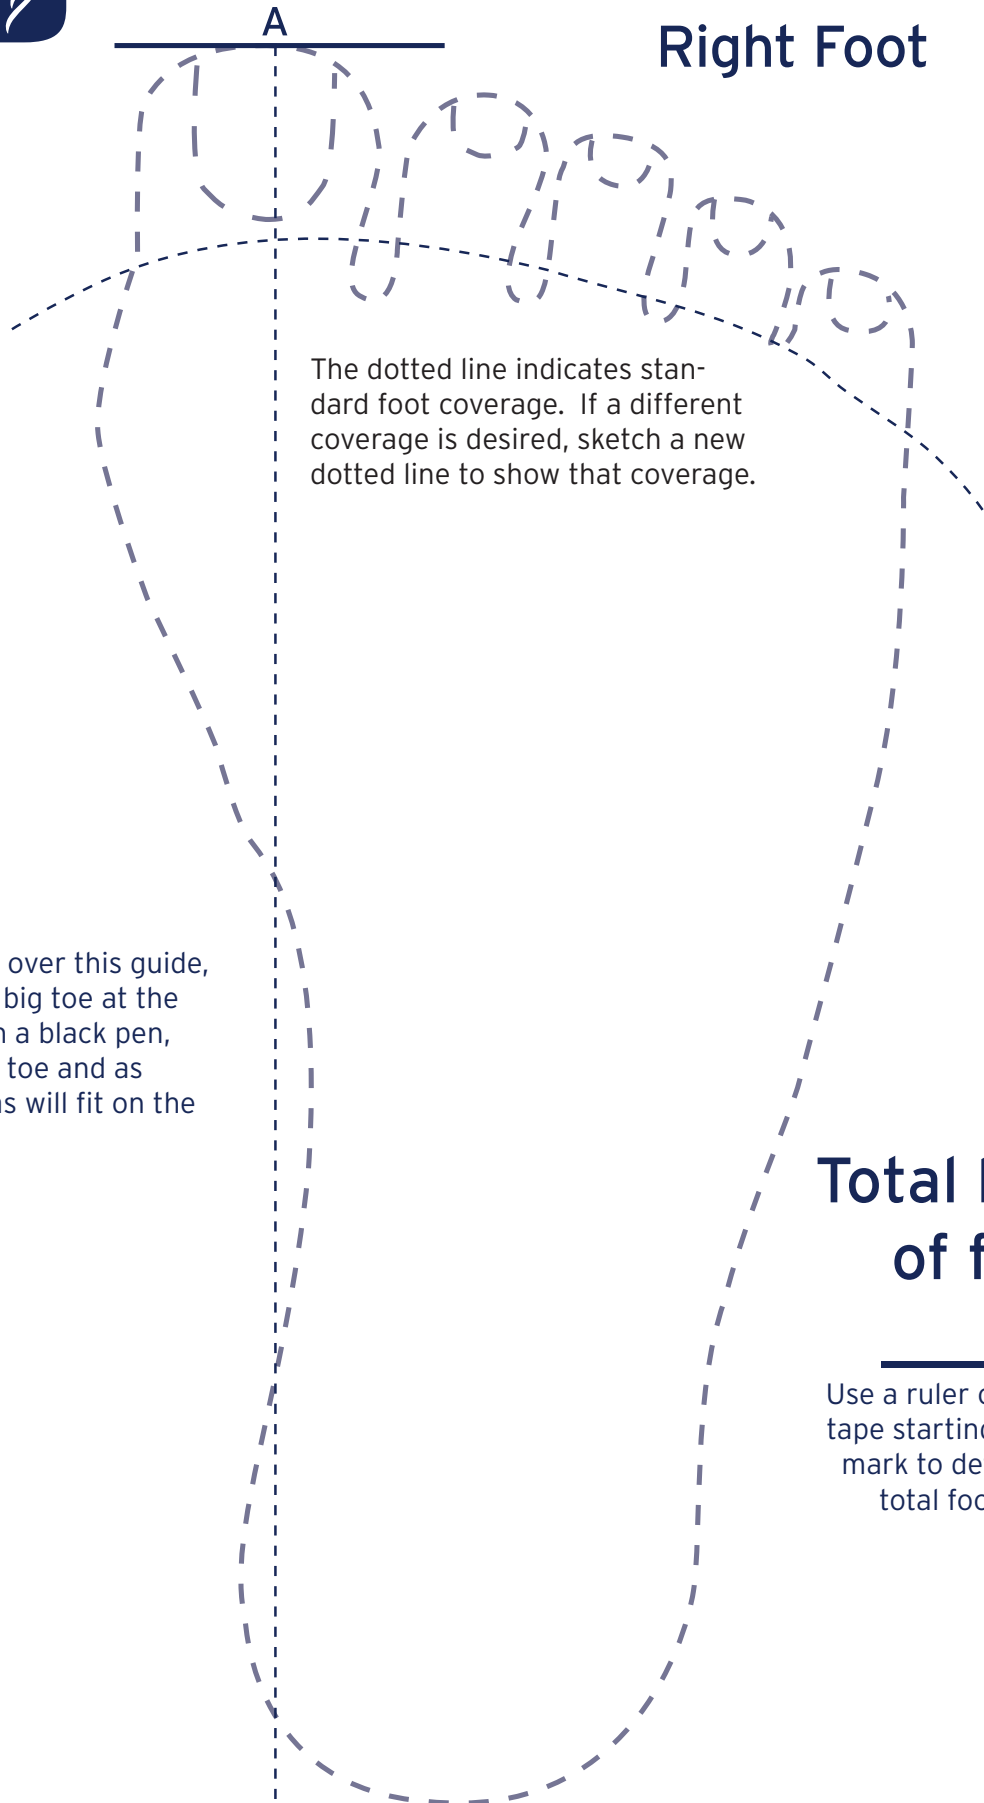 A
Right Foot
The dotted line indicates stan-
dard foot coverage.  If a different
coverage is desired, sketch a new
dotted line to show that coverage.
over this guide,
big toe at the
a black pen,
toe and as
will fit on the
Total
of
Use a ruler
tape
mark to
total